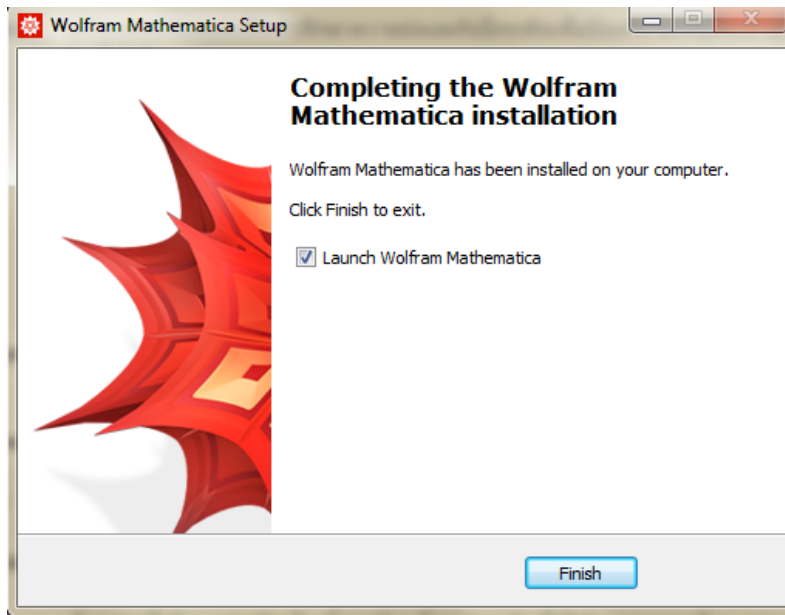 Wolfram Mathematica Setup
Completing the Wolfram
Mathematica installation
Wolfram Mathematica has been installed on your computer.
Click Finish to exit.
Launch Wolfram Mathematica
Finish